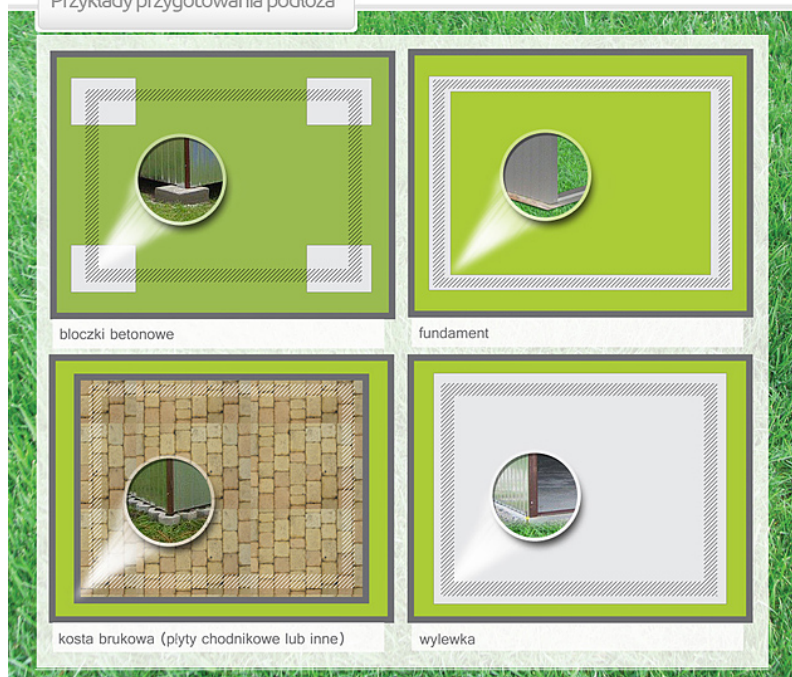 Przykłady przygotowania podłoża
bloczki betonowe
fundament
kosta brukowa (płyty chodnikowe lub inne)
wylewka